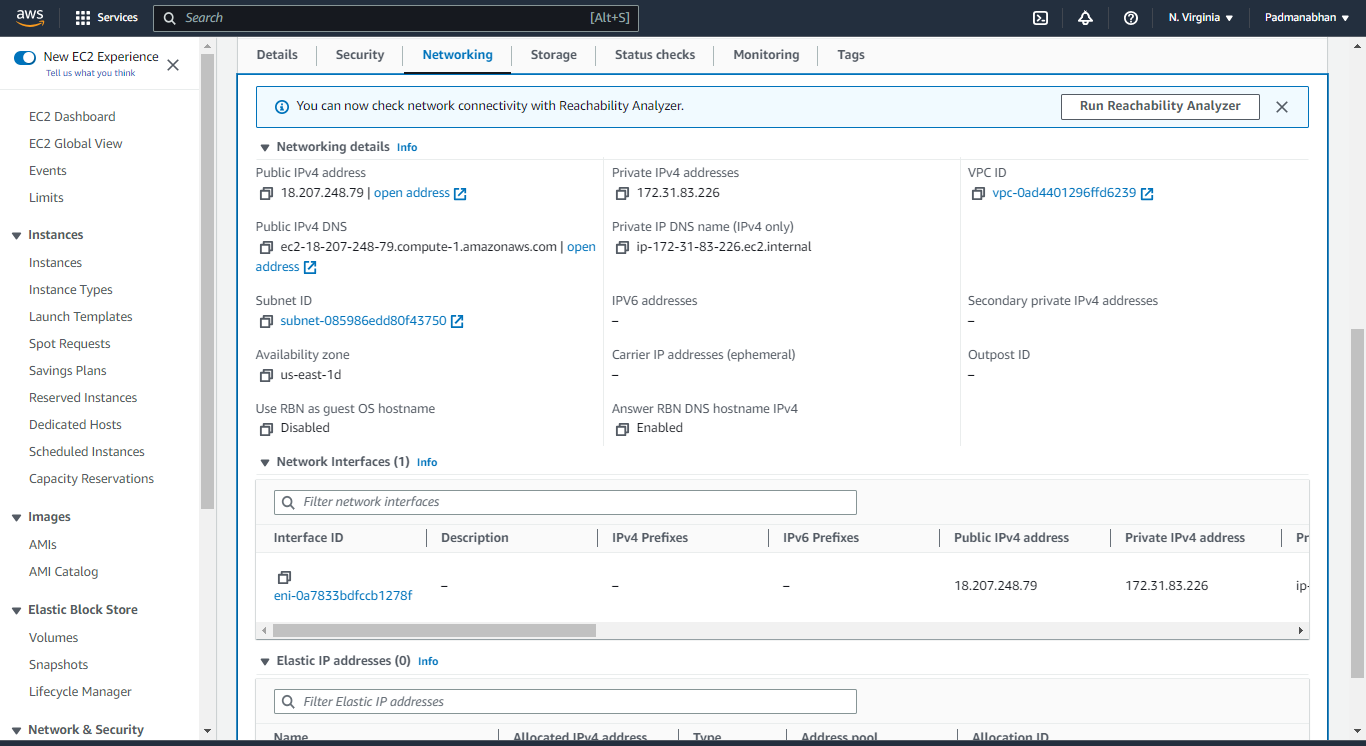 aws
Services
Search
[Alt+S]
N. Virginia
Padmanabhan
New EC2 Experience
Tell us what you think
EC2 Dashboard
EC2 Global View
Events
Limits
Instances
Instances
Instance Types
Launch Templates
Spot Requests
Savings Plans
Reserved Instances
Dedicated Hosts
Scheduled Instances
Capacity Reservations
Images
AMIs
AMI Catalog
Elastic Block Store
Volumes
Snapshots
Lifecycle Manager
Network & Security
Details
Security
Networking
Storage
Status checks
Monitoring
Tags
You can now check network connectivity with Reachability Analyzer.
Run Reachability Analyzer
Networking details Info
Public IPv4 address
18.207.248.79 | open address
Private IPv4 addresses
172.31.83.226
VPC ID
vpc-0ad4401296ffd6239
Public IPv4 DNS
ec2-18-207-248-79.compute-1.amazonaws.com | open
address
Private IP DNS name (IPv4 only)
ip-172-31-83-226.ec2.internal
Subnet ID
subnet-085986edd80f43750
IPV6 addresses
–
Secondary private IPv4 addresses
–
Availability zone
us-east-1d
Carrier IP addresses (ephemeral)
–
Outpost ID
–
Use RBN as guest OS hostname
Disabled
Answer RBN DNS hostname IPv4
Enabled
Network Interfaces (1) Info
Filter network interfaces
Interface ID
Description
IPv4 Prefixes
IPv6 Prefixes
Public IPv4 address
Private IPv4 address
Pr
eni-0a7833bdfccb1278f
–
–
–
18.207.248.79
172.31.83.226
ip-
Elastic IP addresses (0) Info
Filter Elastic IP addresses
Name
Allocated IPv4 address
Type
Address pool
Allocation ID